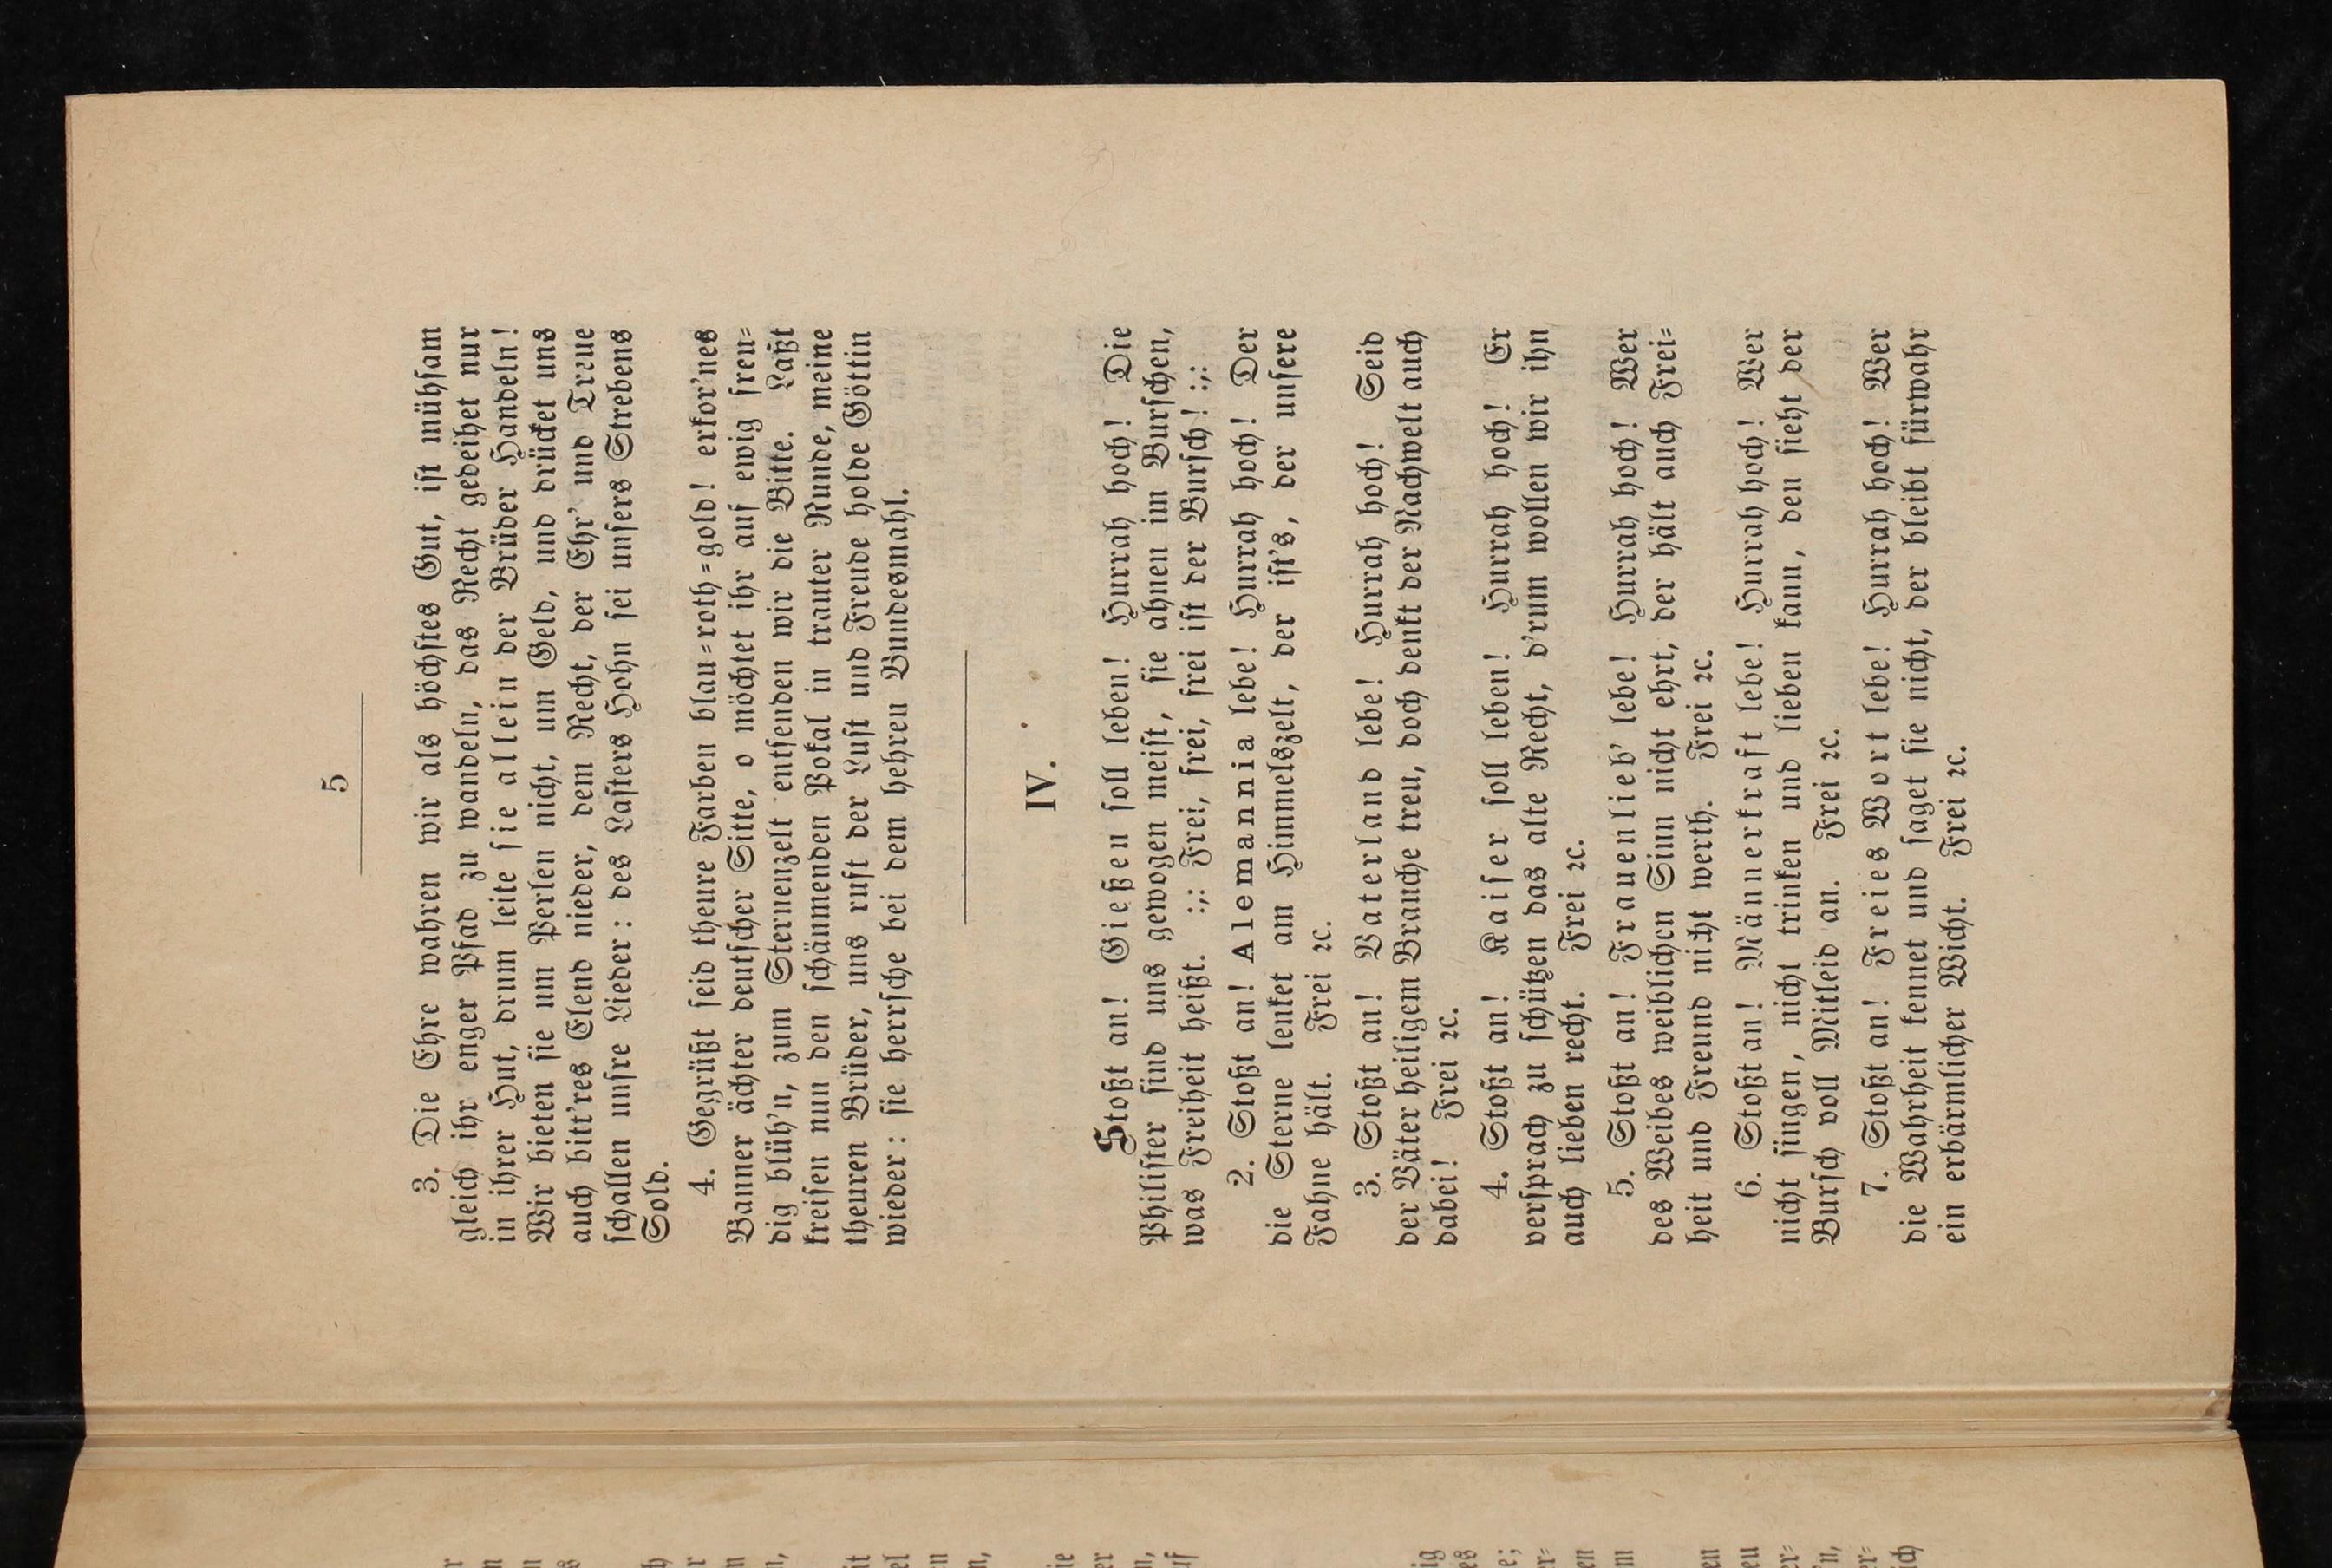 5
3. Die Ehre wahren wir als höchstes Gut, ist mühsam
gleich ihr enger Pfad zu wandeln, das Recht gedeihet nur
in ihrer Hut, drum leite sie allein der Brüder Handeln!
Wir bieten sie um Perlen nicht, um Geld, und drücket uns
auch bitt'res Elend nieder, dem Recht, der Ehr' und Treue
schallen unsre Lieder: des Lasters Hohn sei unsers Strebens
Sold.
4. Gegrüßt seid theure Farben blau-roth-gold! erkor'nes
Banner ächter deutscher Sitte, o möchtet ihr auf ewig freu-
dig blüh'n, zum Sternenzelt entsenden wir die Bitte. Laßt
kreisen nun den schäumenden Pokal in trauter Runde, meine
theuren Brüder, uns ruft der Lust und Freude holde Göttin
wieder: sie herrsche bei dem hehren Bundesmahl.
IV.
Stoßt an! Gießen soll leben! Hurrah hoch! Die
Philister sind uns gewogen meist, sie ahnen im Burschen,
was Freiheit heißt. :,: Frei, frei, frei ist der Bursch! :,:
2. Stoßt an! Alemannia lebe! Hurrah hoch! Der
die Sterne lenket am Himmelszelt, der ist's, der unsere
Fahne hält. Frei ꝛc.
3. Stoßt an! Vaterland lebe! Hurrah hoch! Seid
der Väter heiligem Brauche treu, doch denkt der Nachwelt auch
dabei! Frei ꝛc.
4. Stoßt an! Kaiser soll leben! Hurrah hoch! Er
versprach zu schützen das alte Recht, d'rum wollen wir ihn
auch lieben recht. Frei ꝛc.
5. Stoßt an! Frauenlieb' lebe! Hurrah hoch! Wer
des Weibes weiblichen Sinn nicht ehrt, der hält auch Frei-
heit und Freund nicht werth. Frei ꝛc.
6. Stoßt an! Männerkraft lebe! Hurrah hoch! Wer
nicht singen, nicht trinken und lieben kann, den sieht der
Bursch voll Mitleid an. Frei ꝛc.
7. Stoßt an! Freies Wort lebe! Hurrah hoch! Wer
die Wahrheit kennet und saget sie nicht, der bleibt fürwahr
ein erbärmlicher Wicht. Frei ꝛc.